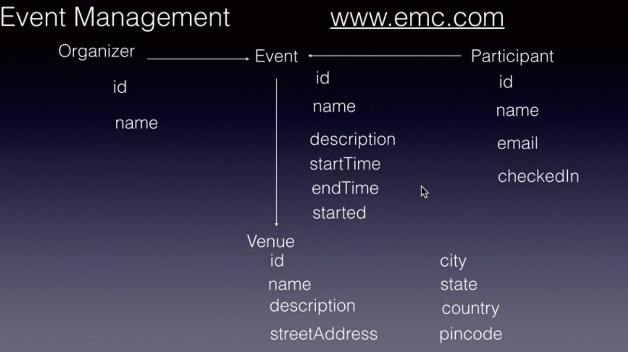 Event Management www.emc.com
Organizer Event Participant
id id id
name name name
description email
startTime checkedIn
endTime
started
Venue
id city
name state
description country
streetAddress pincode